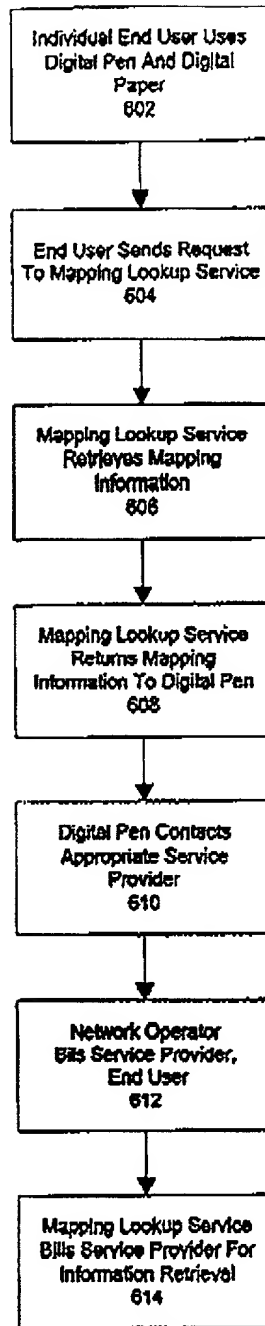 Individual End User Uses
Digital Pen And Digital
Paper
602
End User Sends Request
To Mapping Lookup Service
604
Mapping Lookup Service
Retrieves Mapping
Information
606
Mapping Lookup Service
Returns Mapping
Information To Digital Pen
608
Digital Pen Contacts
Appropriate Service
Provider
610
Network Operator
Bills Service Provider,
End User
612
Mapping Lookup Service
Bills Service Provider For
Information Retrieval
614